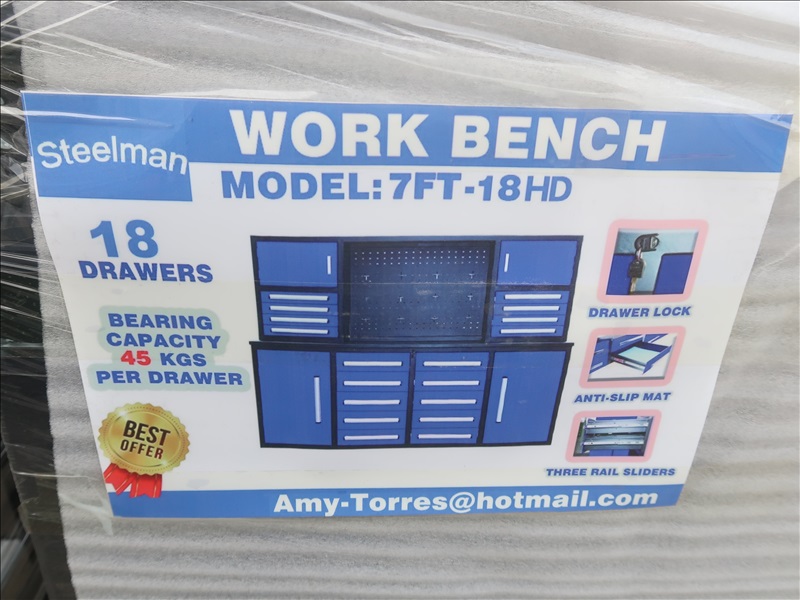 Steelman
WORK BENCH
MODEL: 7FT-18HD
18
DRAWERS
BEARING
CAPACITY
45 KGS
PER DRAWER
BEST
OFFER
DRAWER LOCK
ANTI-SLIP MAT
THREE RAIL SLIDERS
Amy-Torres@hotmail.com